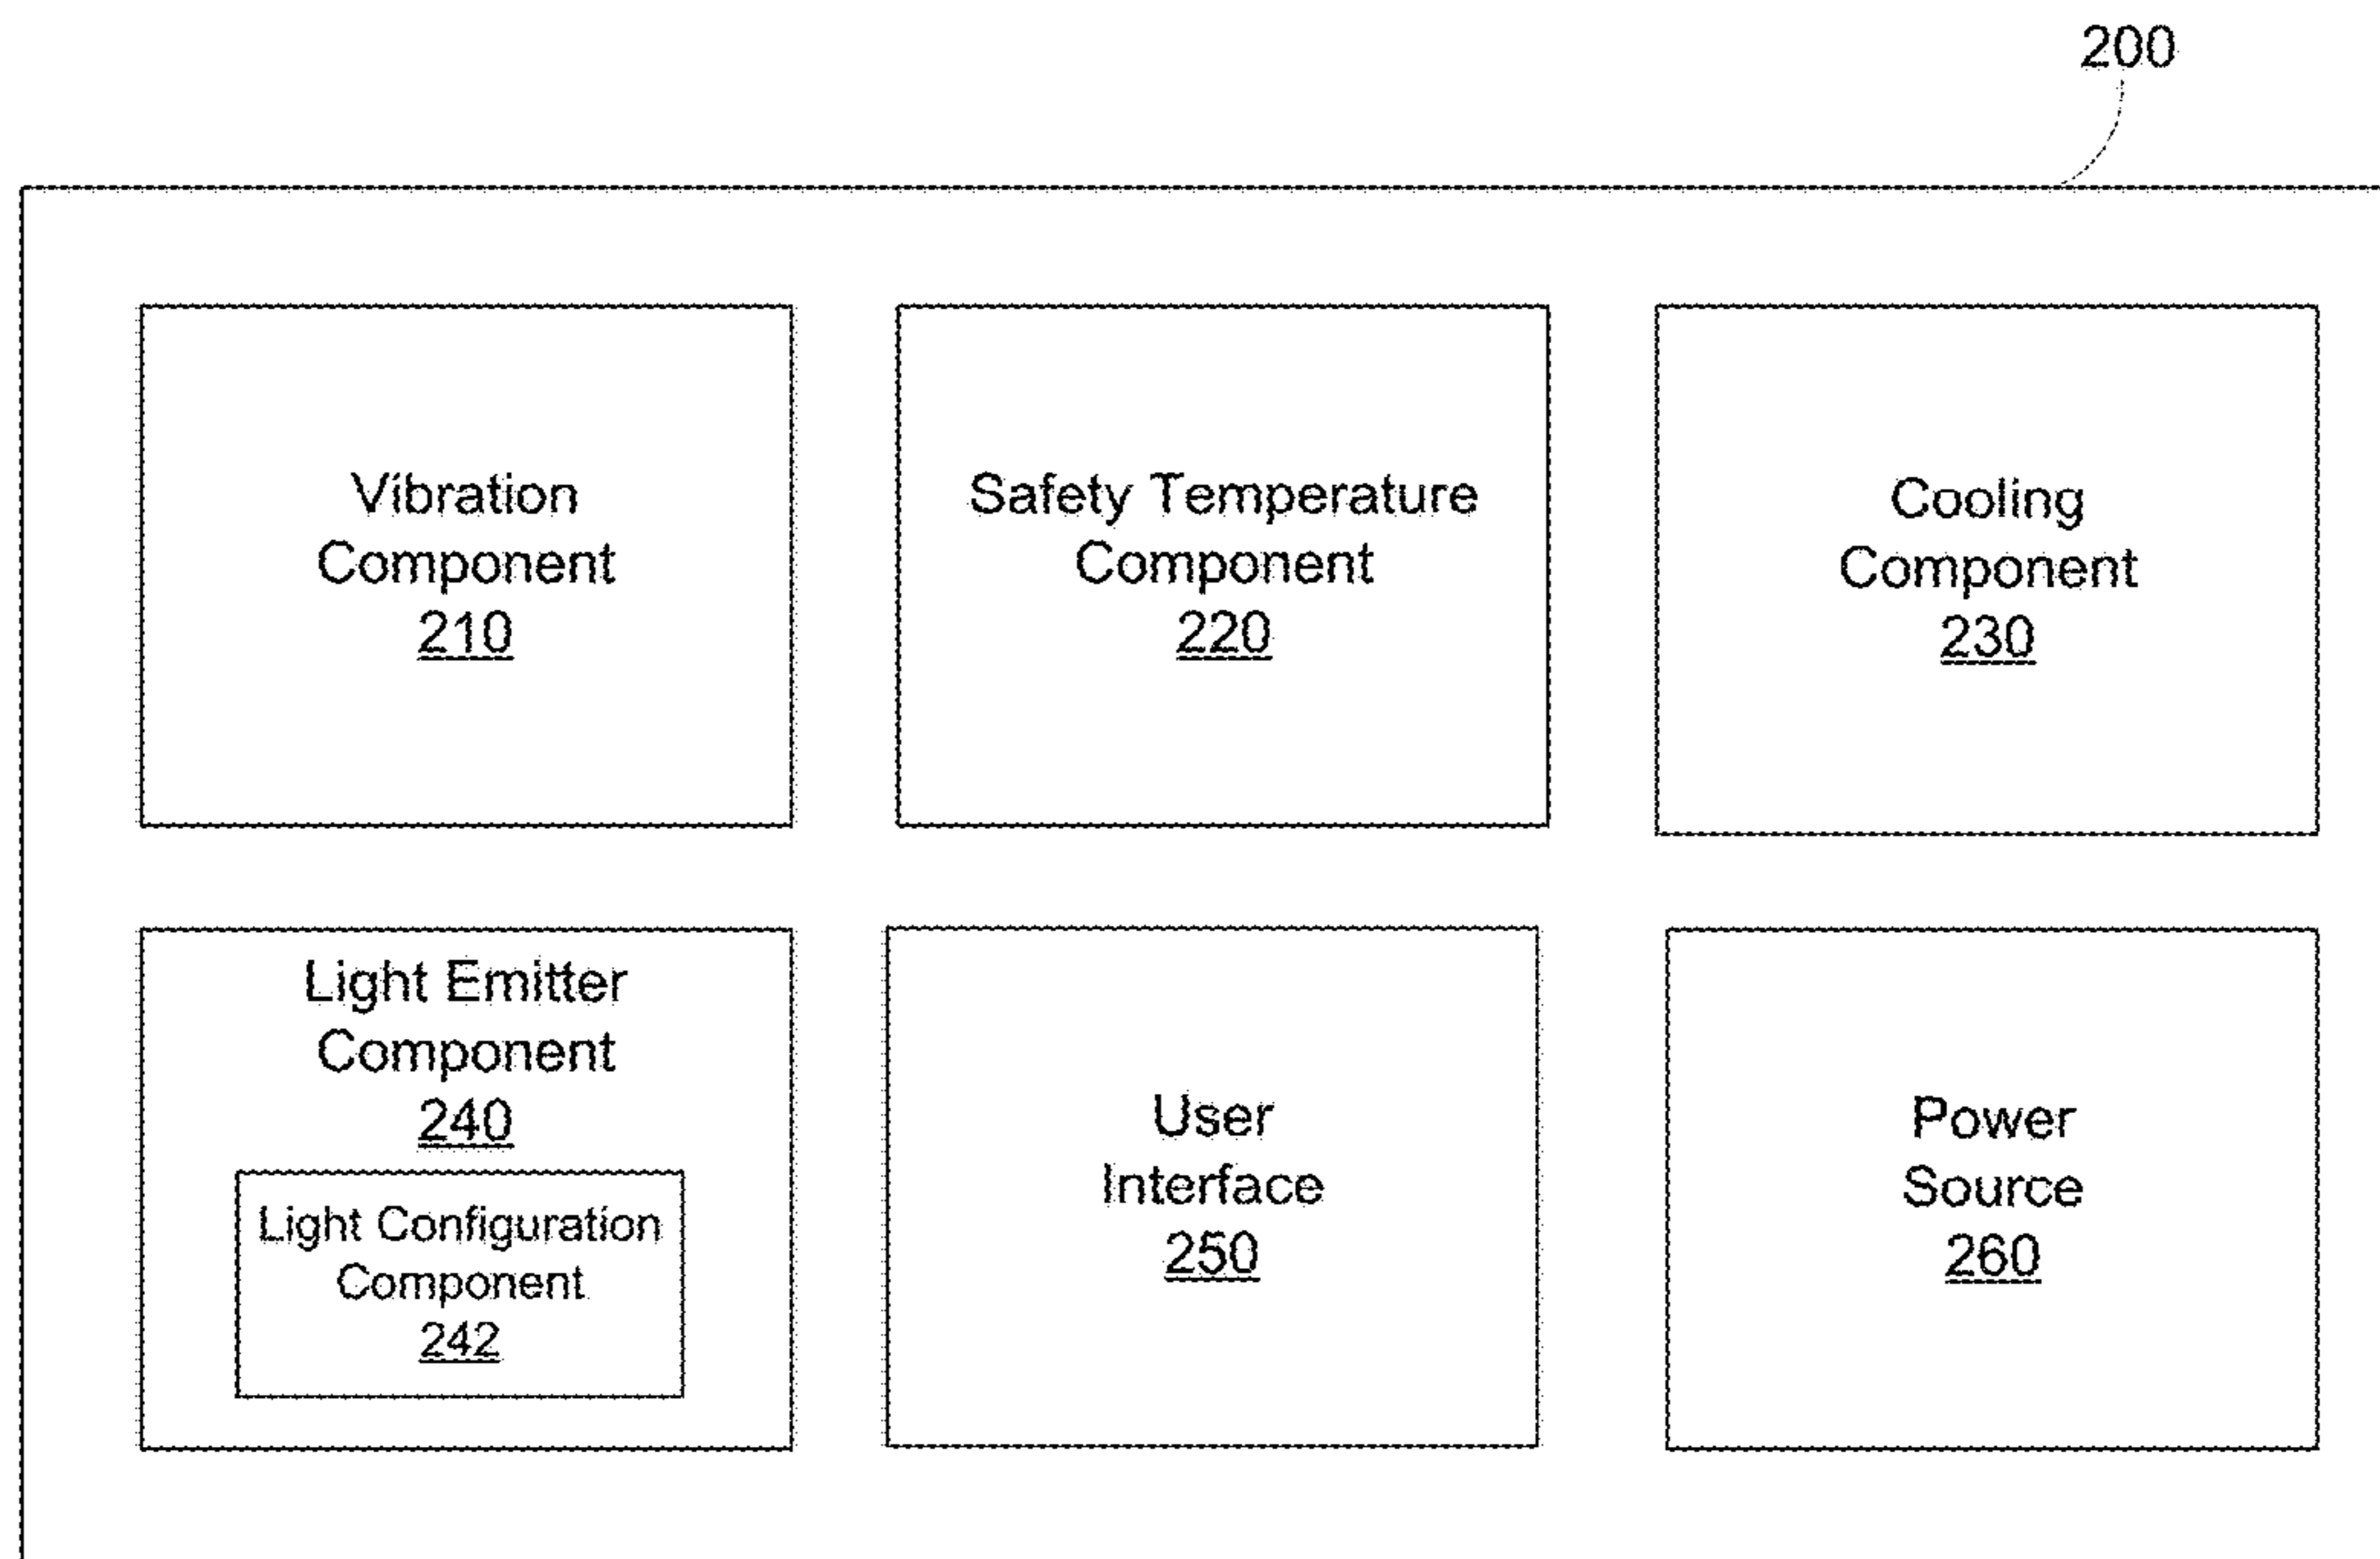 200
Vibration
Component
210
Safety Temperature
Component
220
Cooling
Component
230
Light Emitter
Component
240
Light Configuration
Component
242
User
Interface
250
Power
Source
260